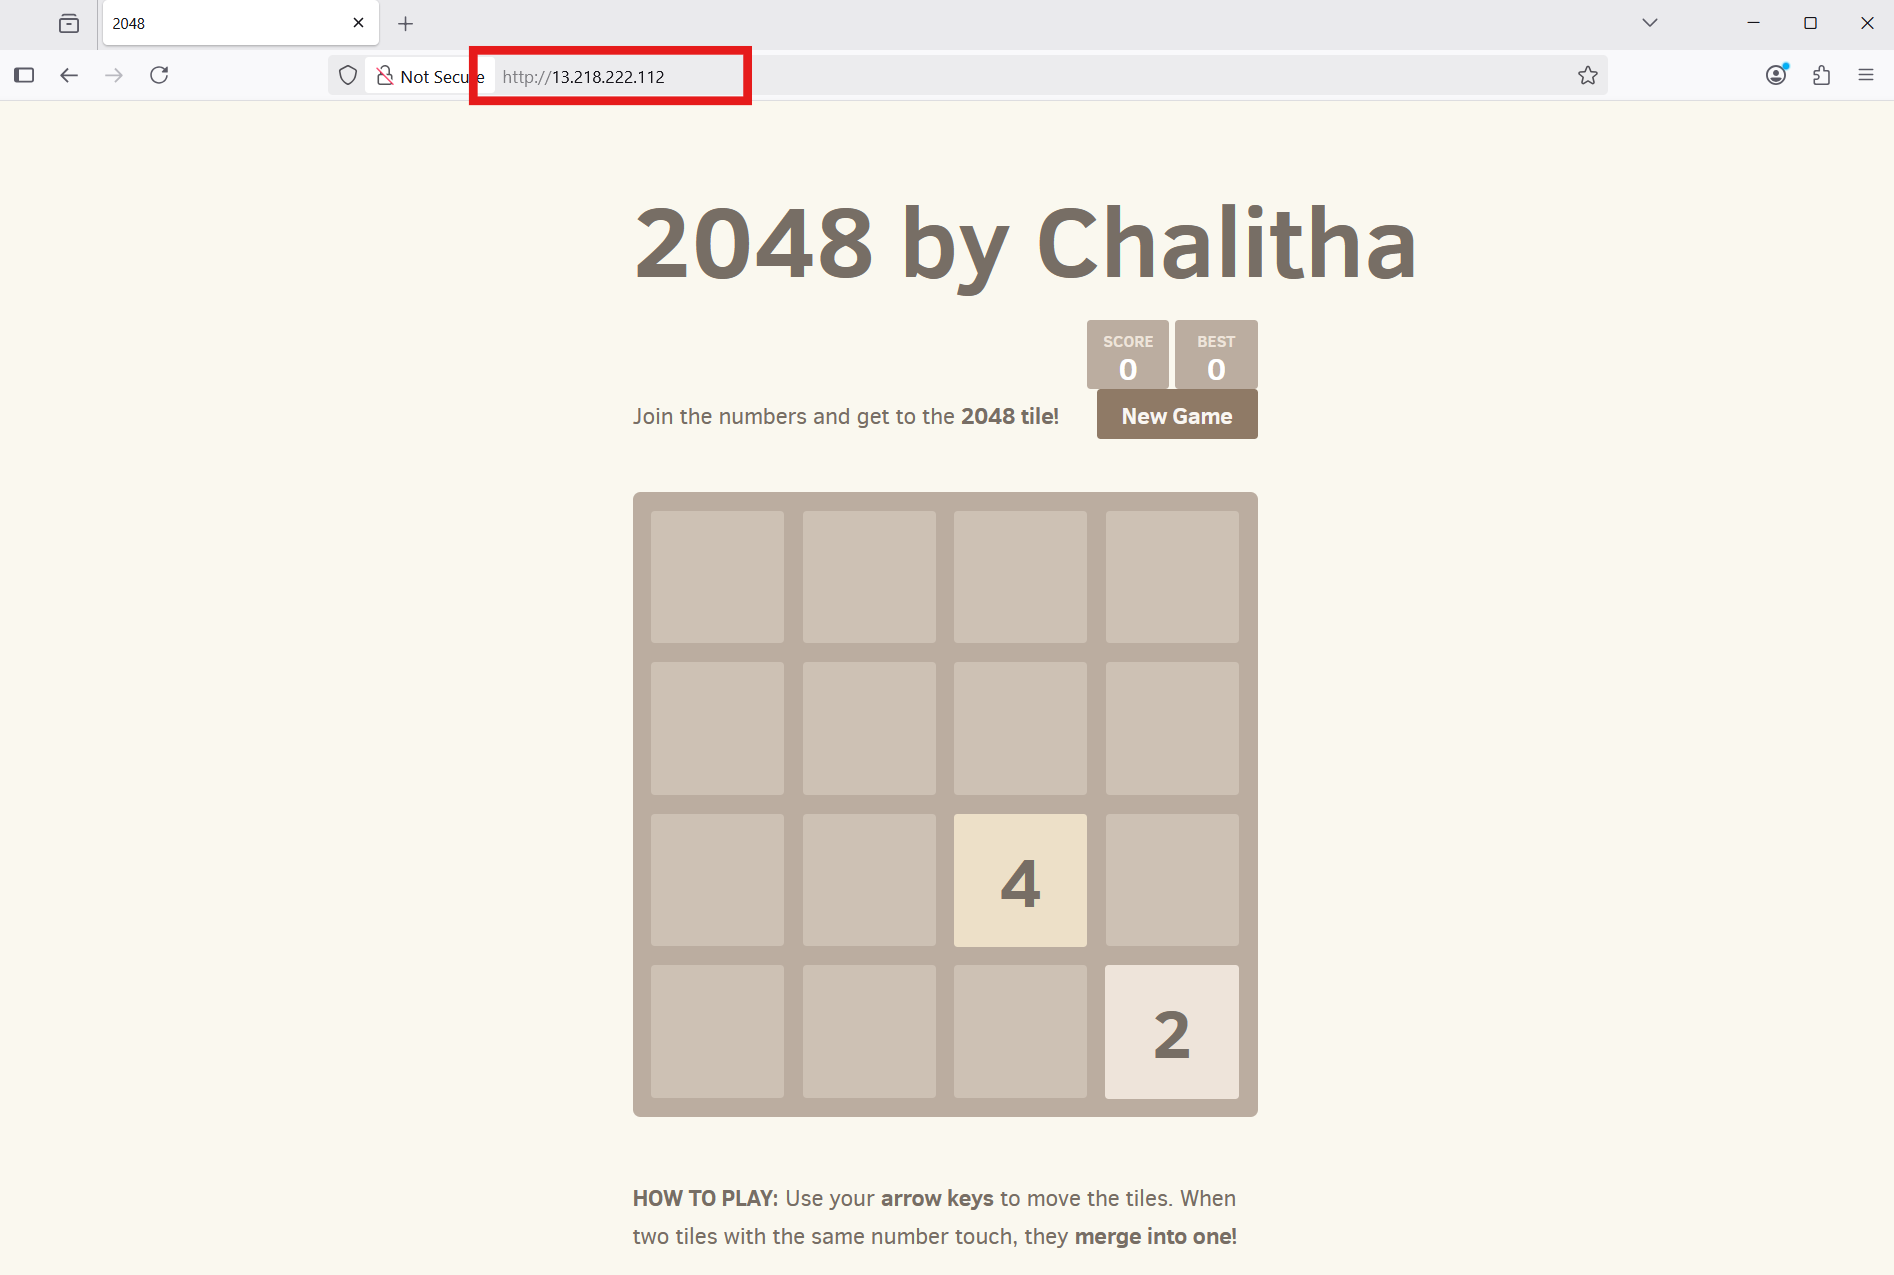 2048
Not Secure http://13.218.222.112
2048 by Chalitha
SCORE BEST
0 0
Join the numbers and get to the 2048 tile! New Game
4
2
HOW TO PLAY: Use your arrow keys to move the tiles. When
two tiles with the same number touch, they merge into one!